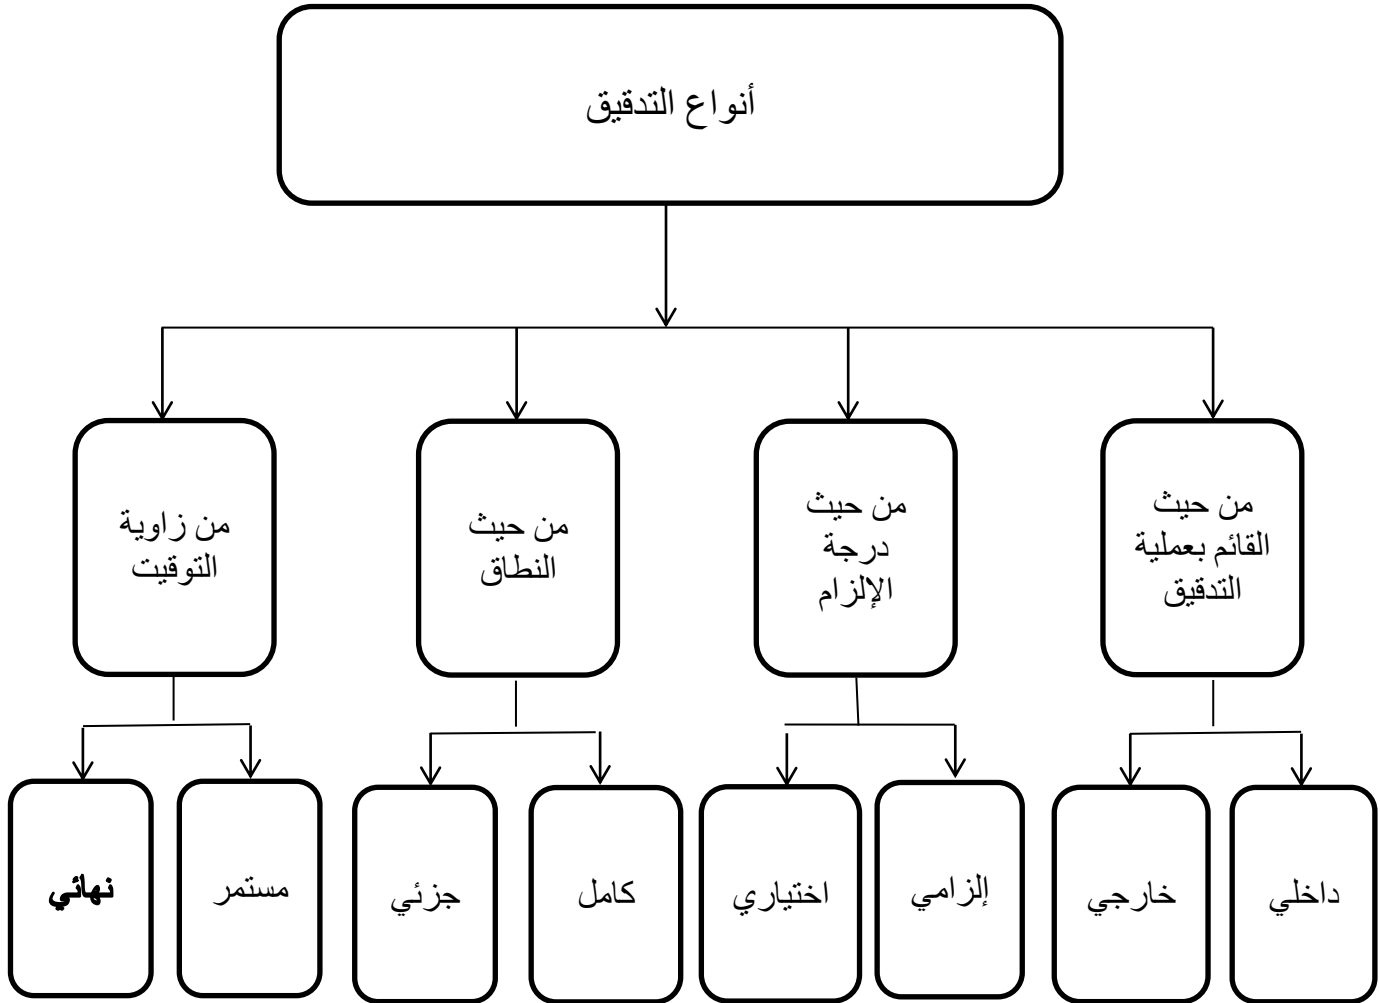 أنواع التدقيق
من حيث
القائم بعملية
التدقيق
من حيث
درجة
الإلزام
من حيث
النطاق
من زاوية
التوقيت
داخلي
خارجي
إلزامي
اختياري
كامل
جزئي
مستمر
نهائي